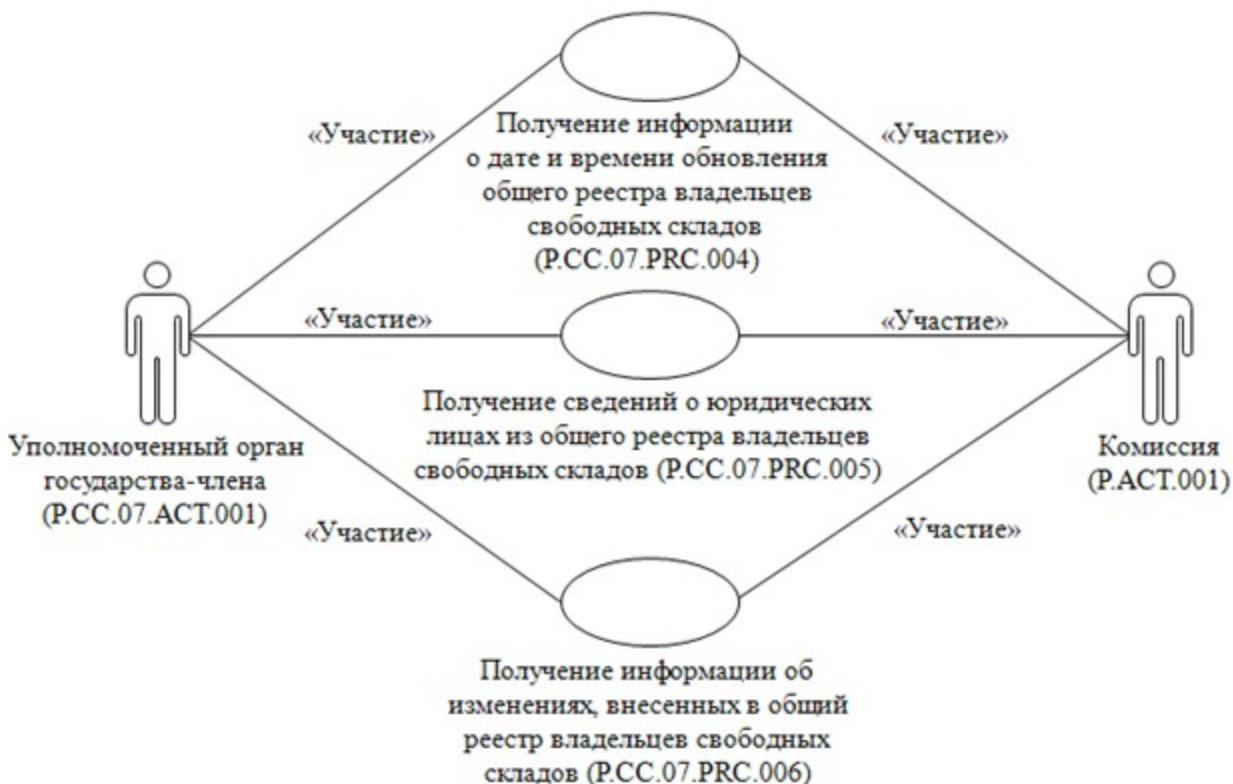 «Участие»
«Участие»
Получение информации
о дате и времени обновления
общего реестра владельцев
свободных складов
(P.CC.07.PRC.004)
«Участие»
«Участие»
Получение сведений о юридических
лицах из общего реестра владельцев
свободных складов (P.CC.07.PRC.005)
Уполномоченный орган
государства-члена
(P.CC.07.ACT.001)
Комиссия
(P.ACT.001)
«Участие»
«Участие»
Получение информации об
изменениях, внесенных в общий
реестр владельцев свободных
складов (P.CC.07.PRC.006)